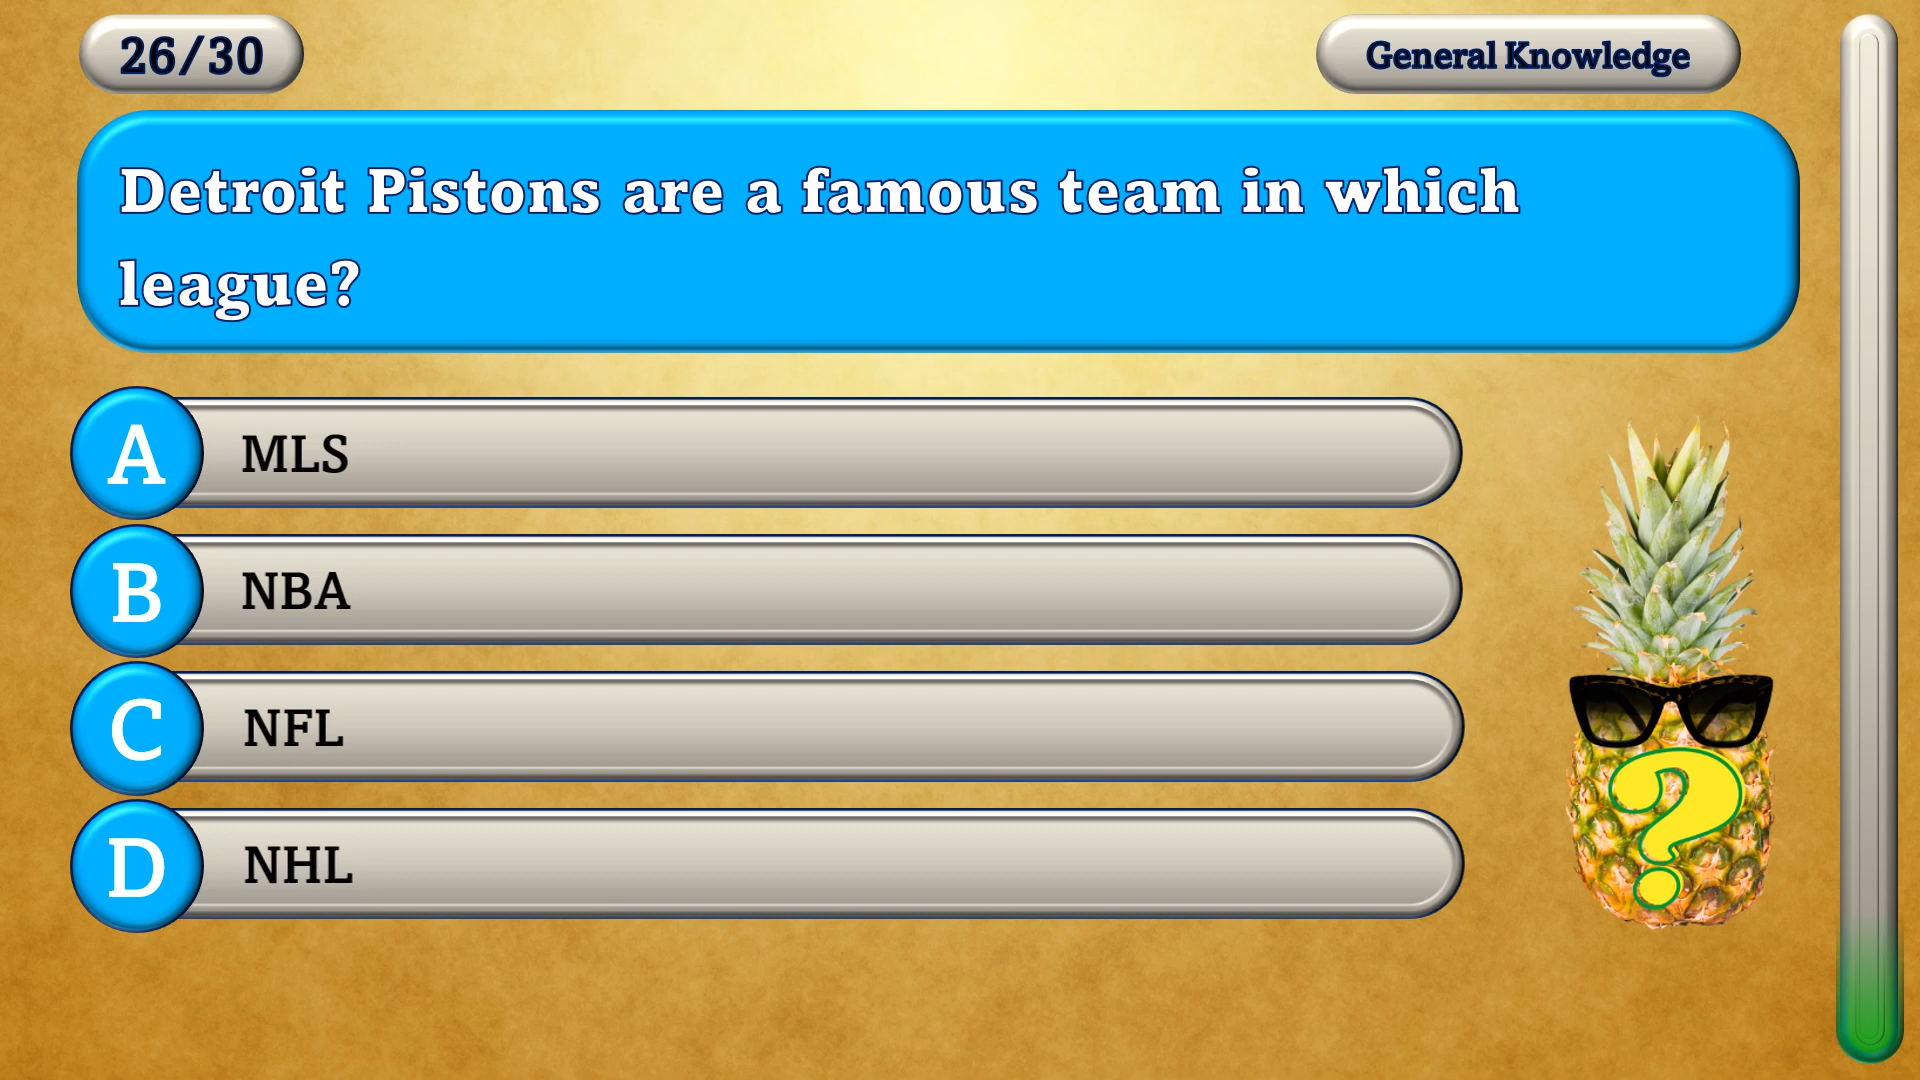 26/30
General Knowledge
Detroit Pistons are a famous team in which
league?
A
MLS
B
NBA
C
NFL
D
NHL
?